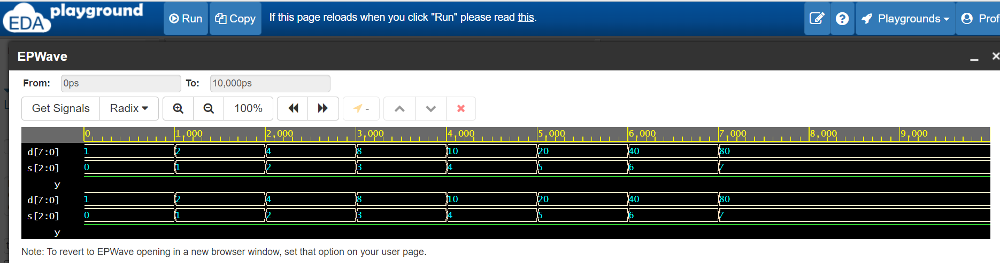 EDA playground
Run Copy If this page reloads when you click "Run" please read this. Playgrounds Prof
EPWave
From: 0ps To: 10,000ps
Get Signals Radix 100% -
0 1,000 2,000 3,000 4,000 5,000 6,000 7,000 8,000 9,000
d[7:0] 1 2 4 8 10 20 40 80
s[2:0] 0 1 2 3 4 5 6 7
y
d[7:0] 1 2 4 8 10 20 40 80
s[2:0] 0 1 2 3 4 5 6 7
y
Note: To revert to EPWave opening in a new browser window, set that option on your user page.